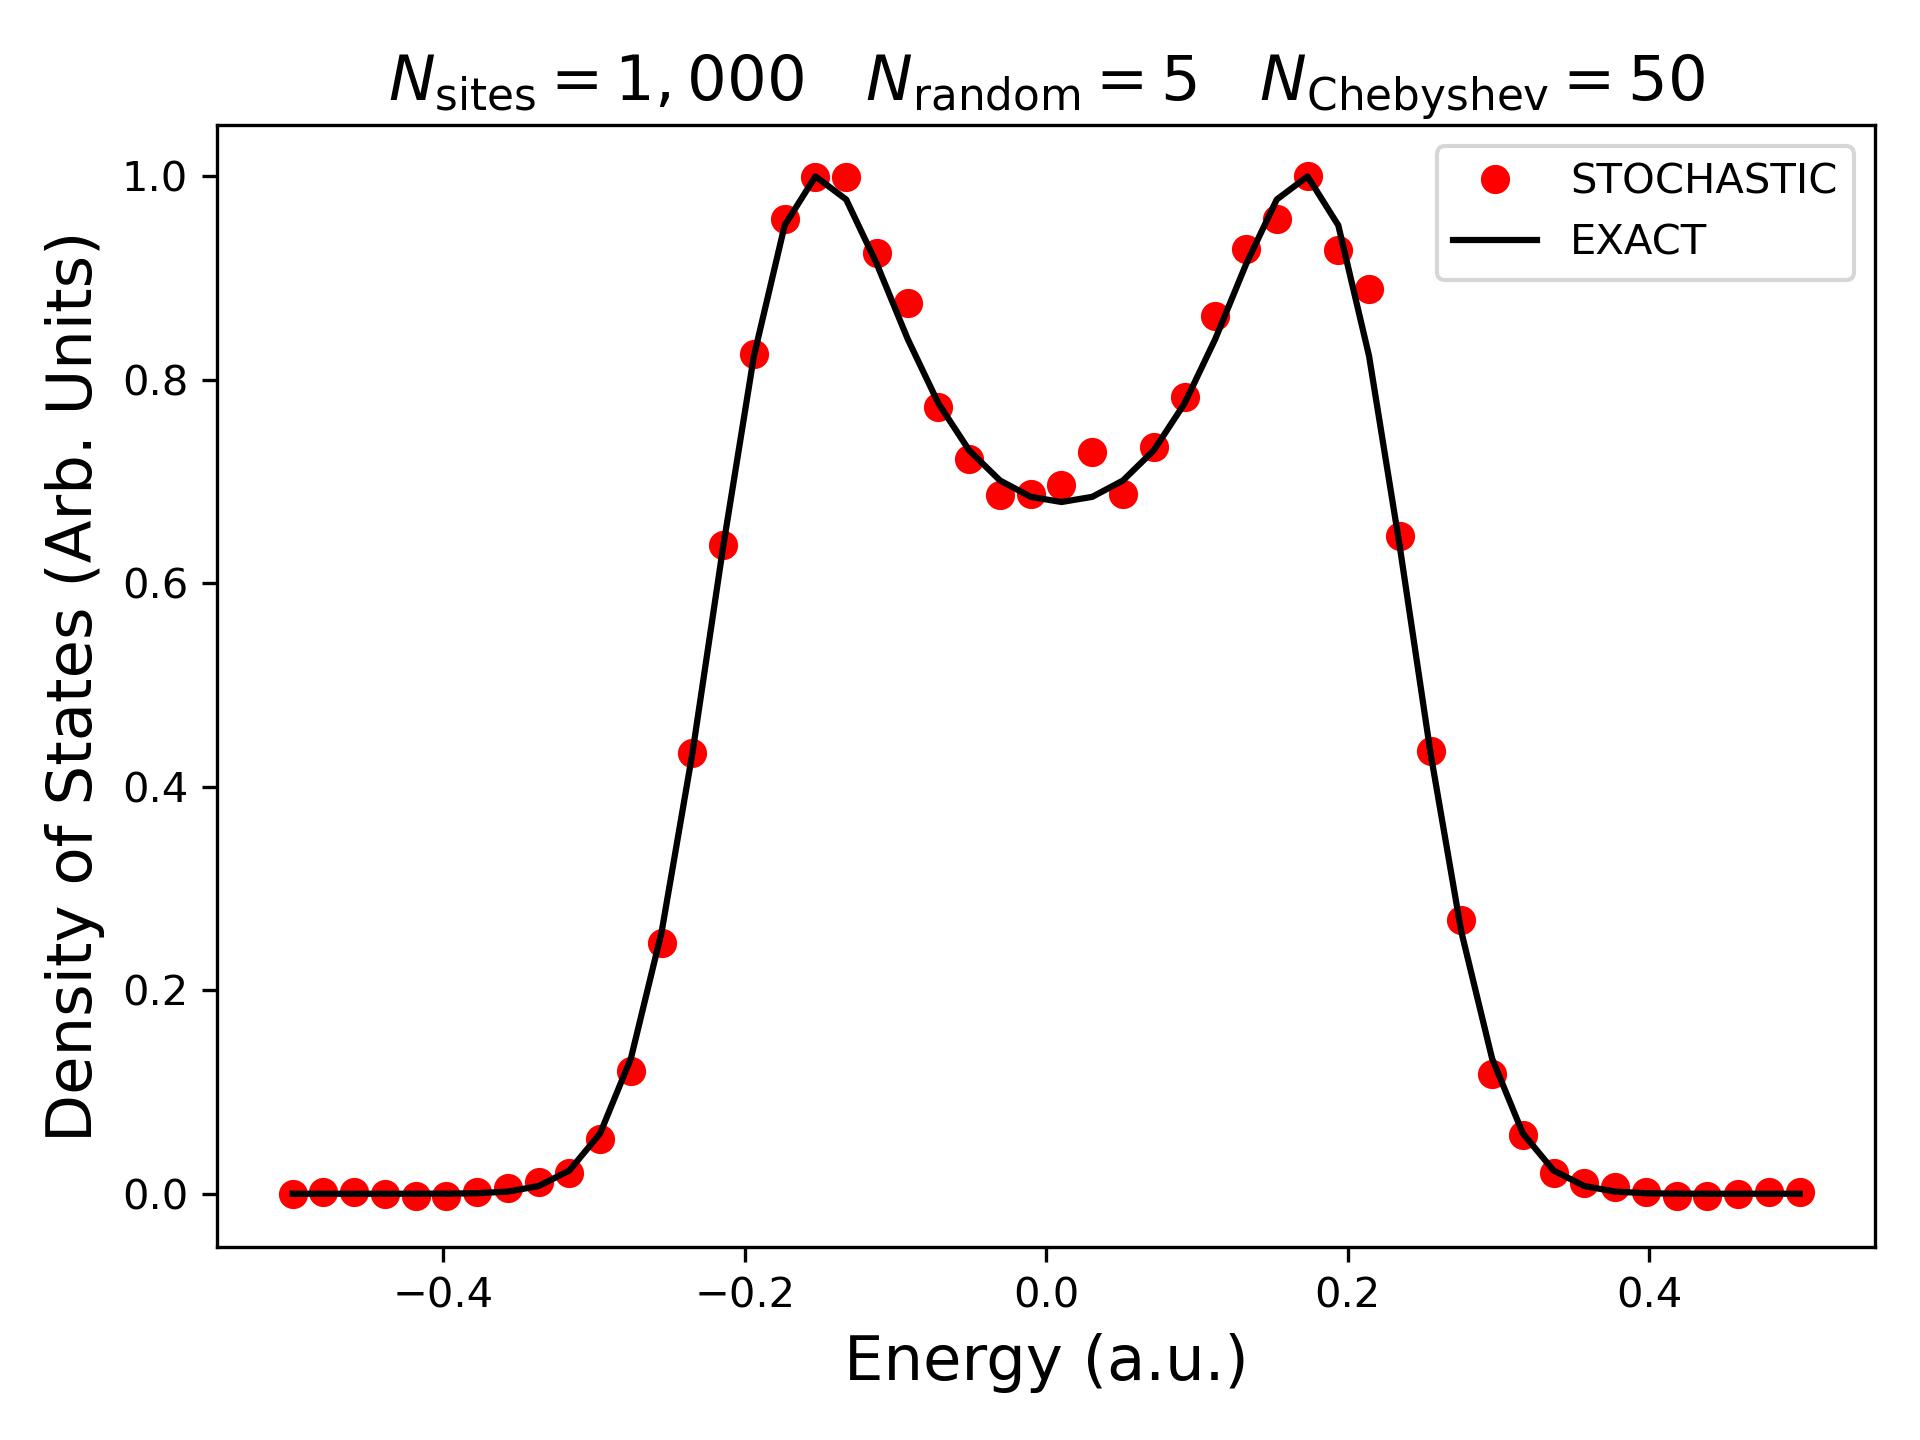 N_sites = 1,000 N_random = 5 N_Chebyshev = 50
STOCHASTIC
EXACT
Density of States (Arb. Units)
1.0
0.8
0.6
0.4
0.2
0.0
−0.4 −0.2 0.0 0.2 0.4
Energy (a.u.)